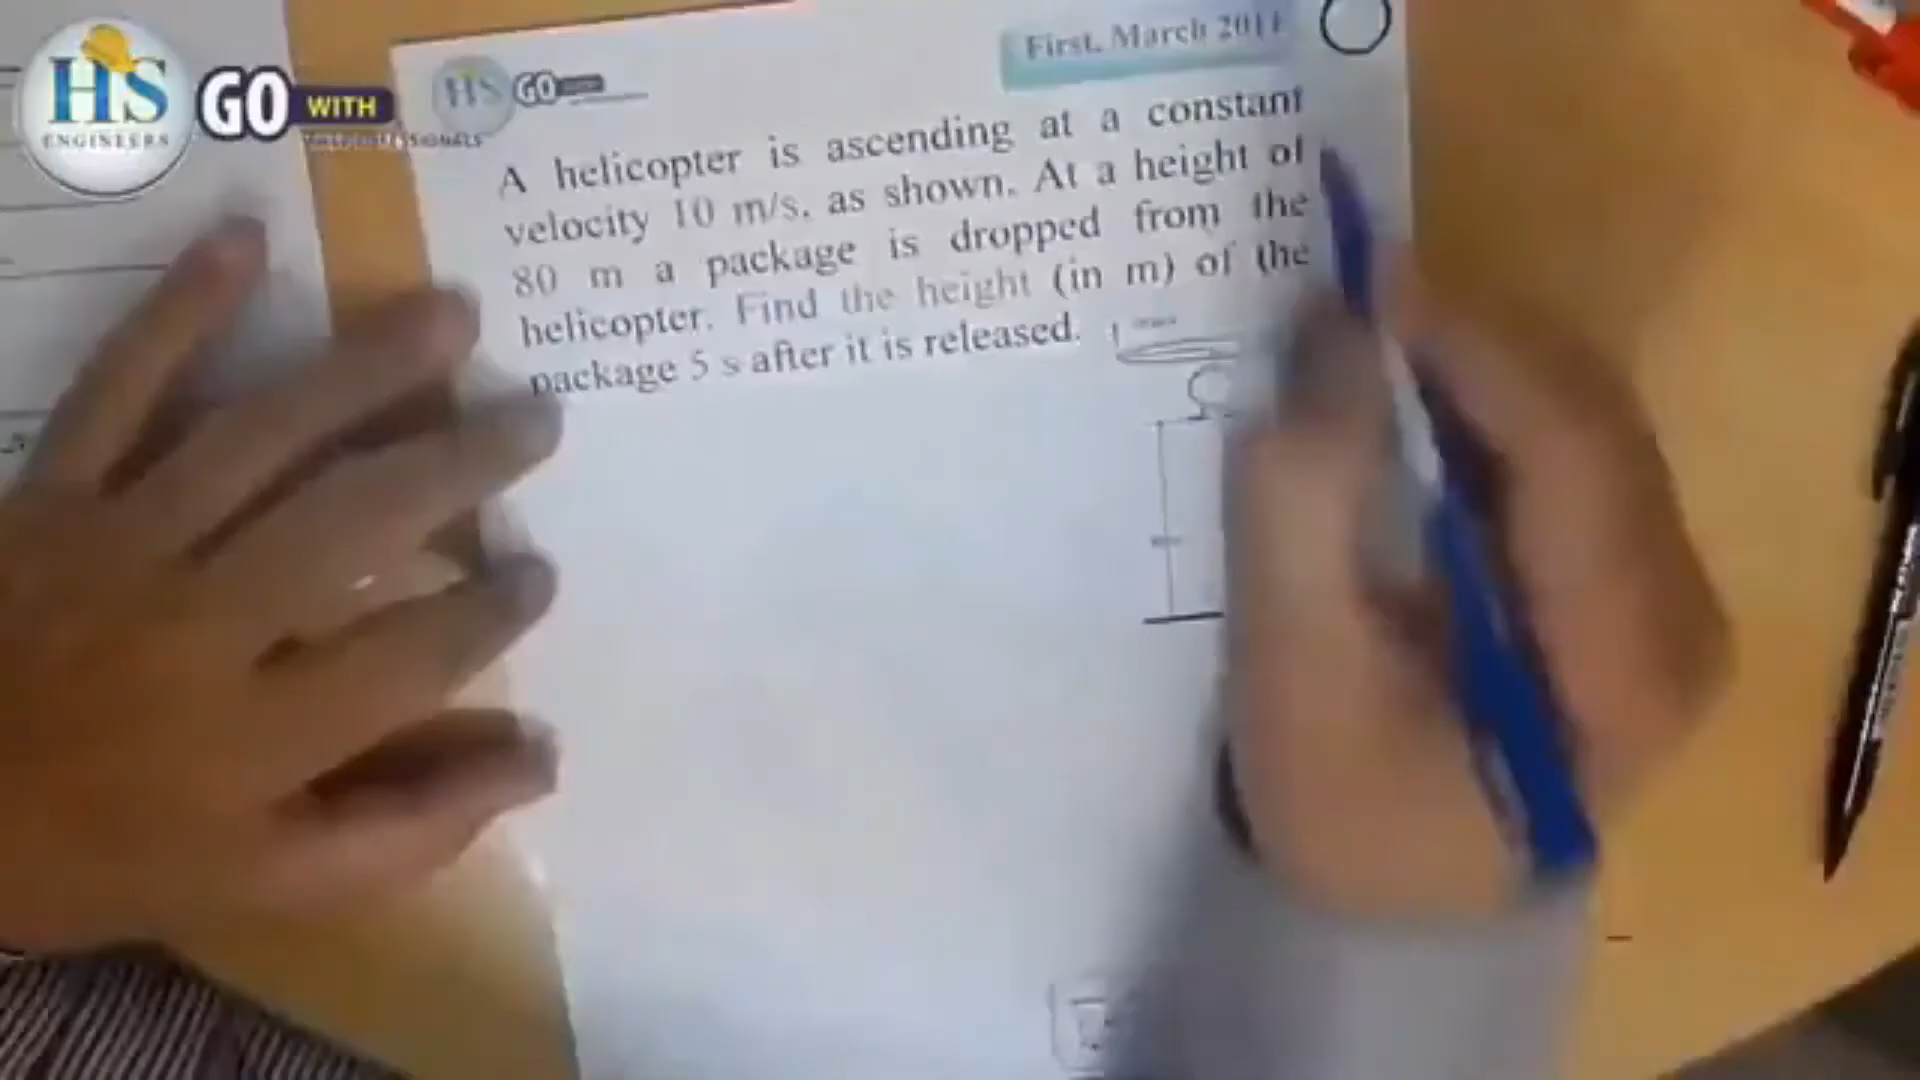 HS
ENGINEERS
GO WITH
HS GO
First, March 2011
A helicopter is ascending at a constant
velocity 10 m/s, as shown. At a height of
80 m a package is dropped from the
helicopter. Find the height (in m) of the
package 5 s after it is released.